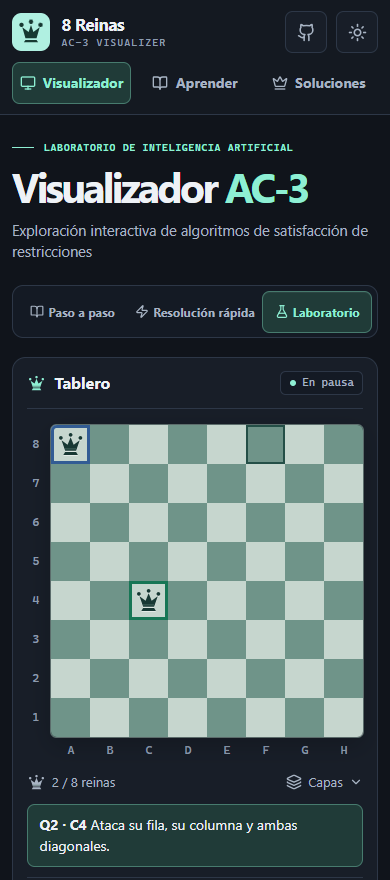 8 Reinas
AC-3 VISUALIZER
Visualizador
Aprender
Soluciones
LABORATORIO DE INTELIGENCIA ARTIFICIAL
Visualizador AC-3
Exploración interactiva de algoritmos de satisfacción de
restricciones
Paso a paso
Resolución rápida
Laboratorio
Tablero
En pausa
8
7
6
5
4
3
2
1
A B C D E F G H
2 / 8 reinas
Capas
Q2 · C4 Ataca su fila, su columna y ambas
diagonales.